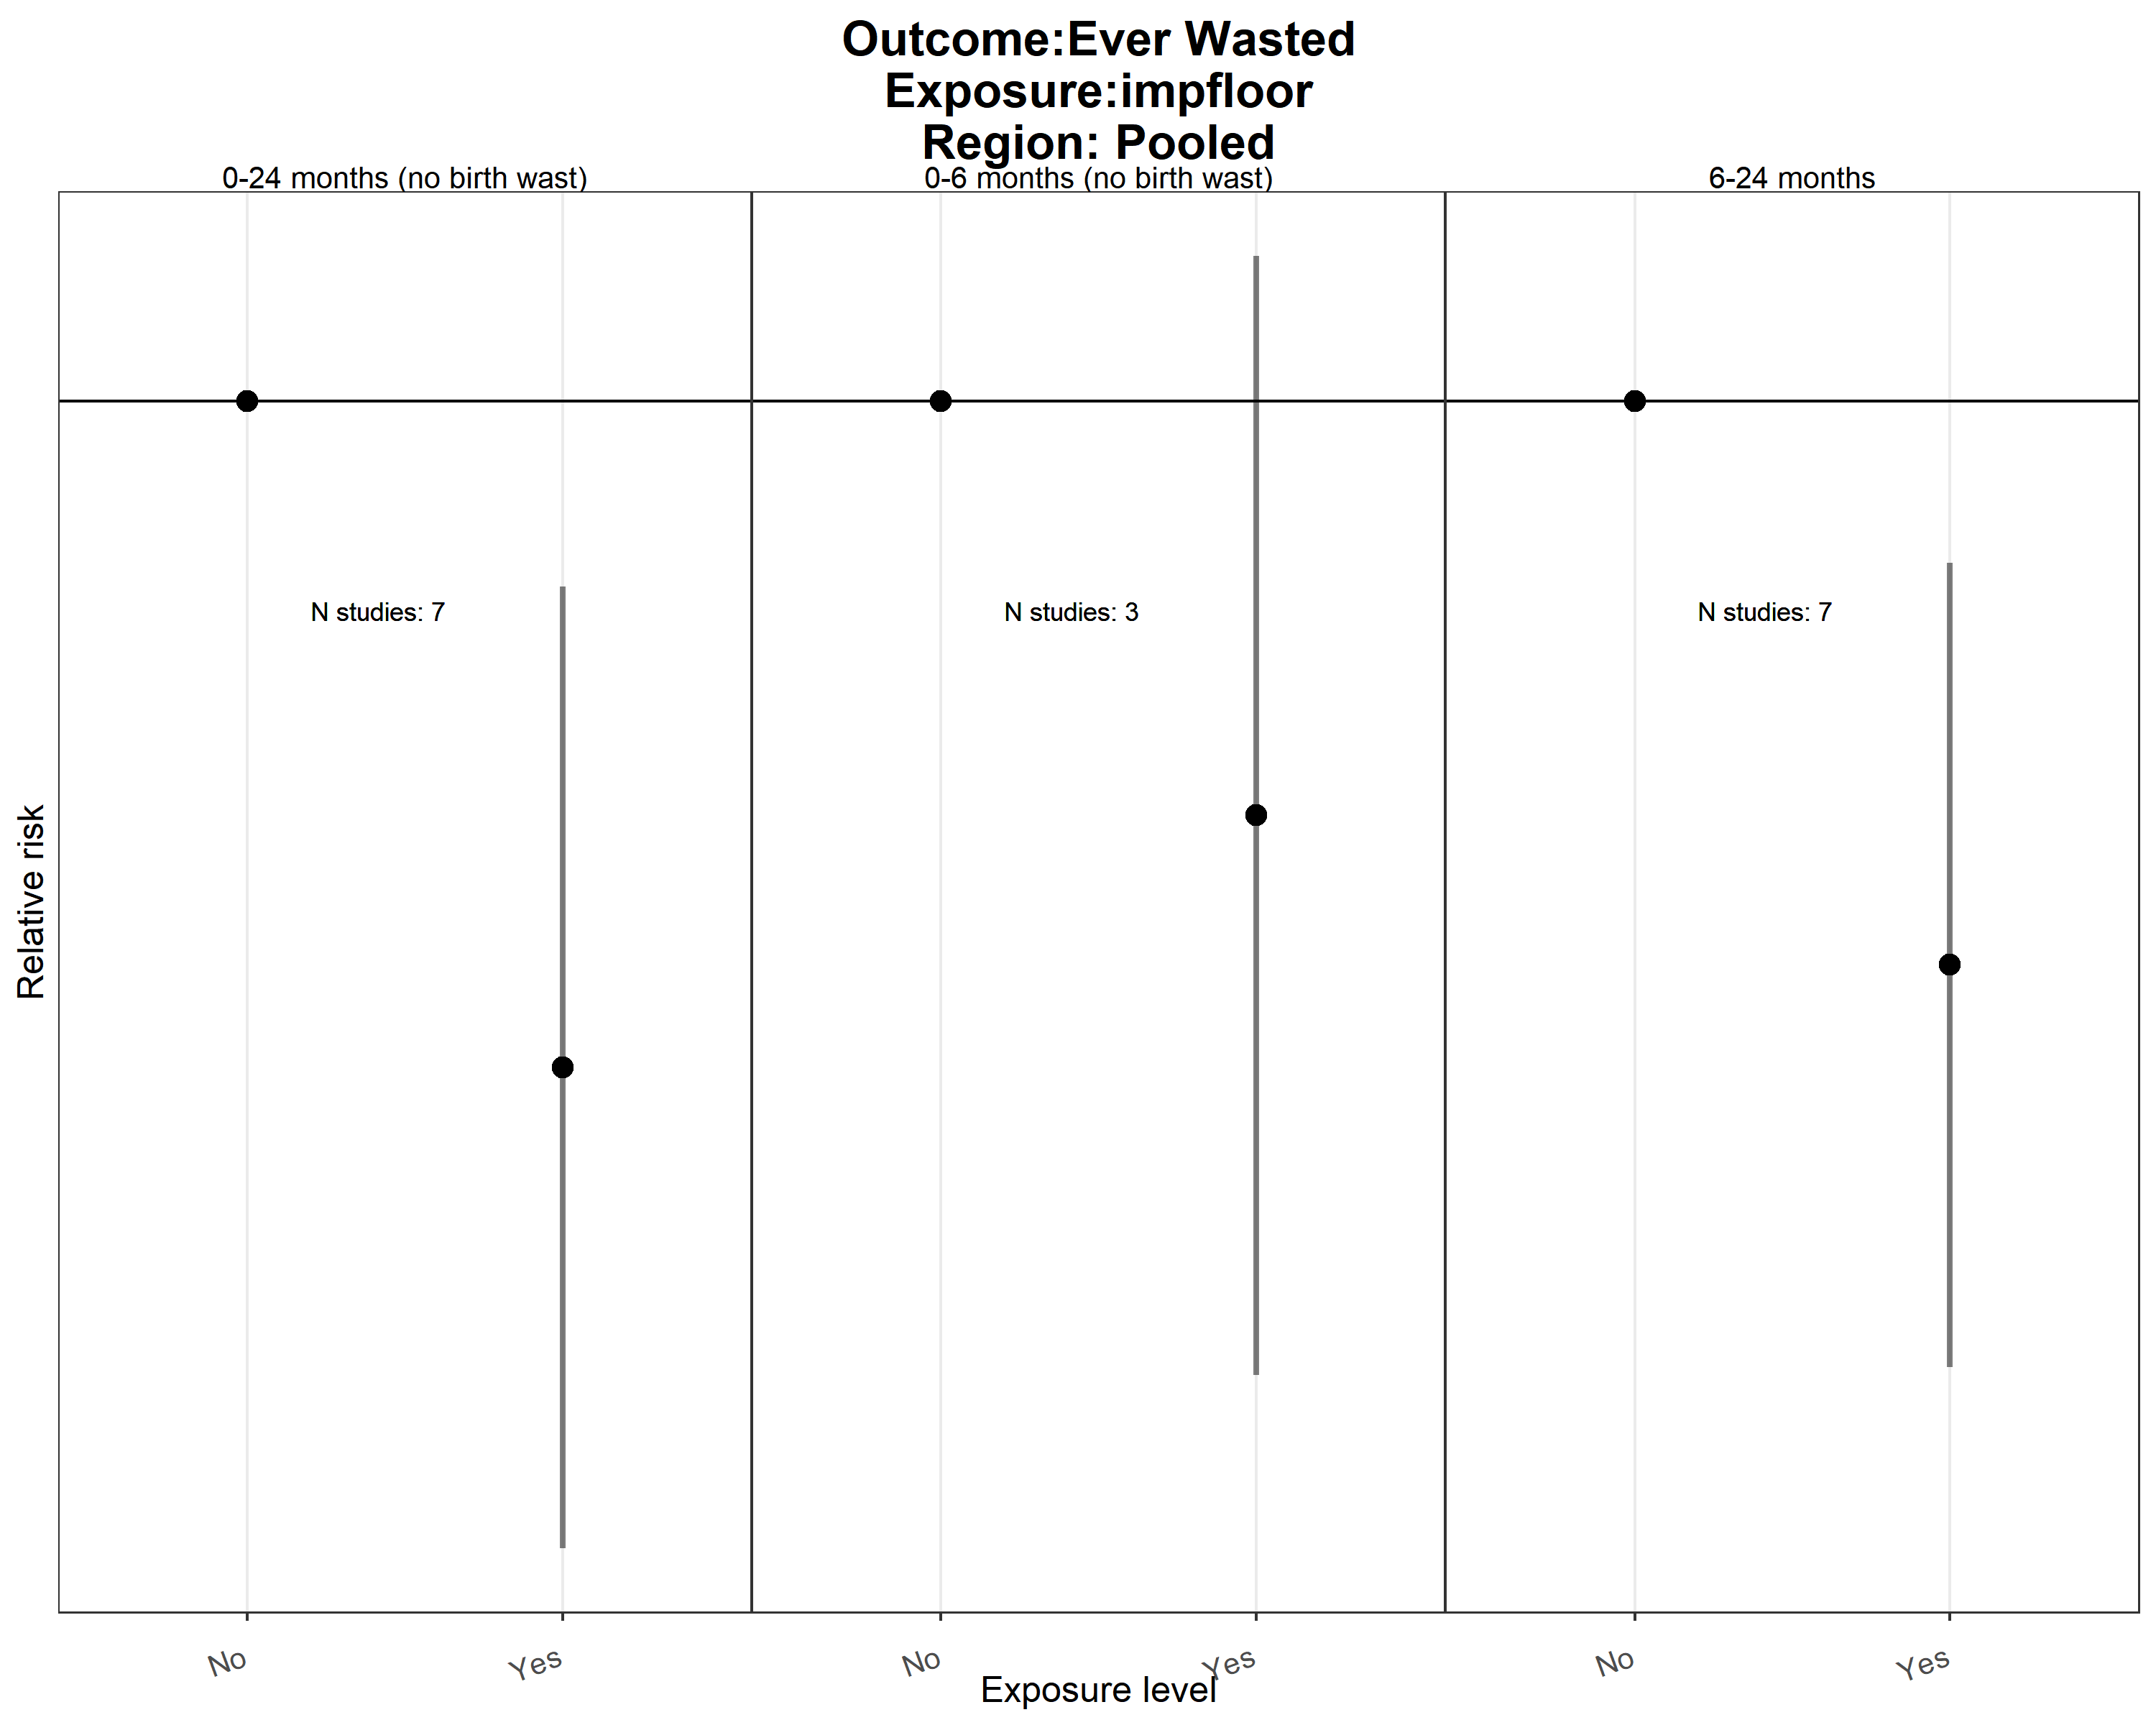 Outcome:Ever Wasted
Exposure:impfloor
Region: Pooled
0-24 months (no birth wast)
0-6 months (no birth wast)
6-24 months
N studies: 7
N studies: 3
N studies: 7
Relative risk
No
Yes
No
Yes
No
Yes
Exposure level